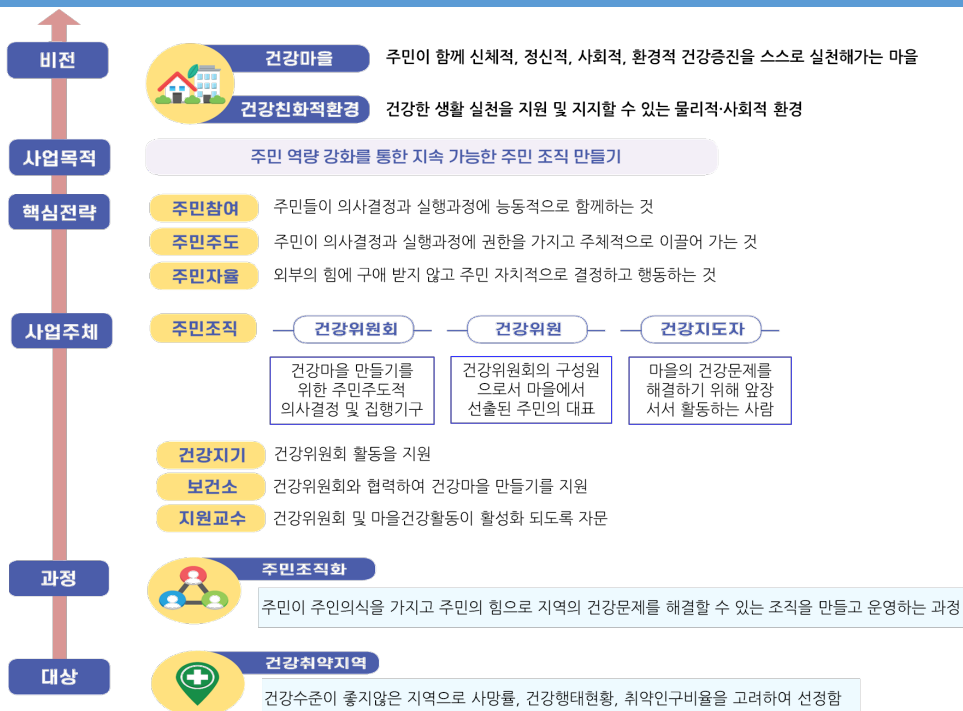 비전
건강마을
주민이 함께 신체적, 정신적, 사회적, 환경적 건강증진을 스스로 실천해가는 마을
건강친화적환경
건강한 생활 실천을 지원 및 지지할 수 있는 물리적·사회적 환경
사업목적
주민 역량 강화를 통한 지속 가능한 주민 조직 만들기
핵심전략
주민참여
주민들이 의사결정과 실행과정에 능동적으로 함께하는 것
주민주도
주민이 의사결정과 실행과정에 권한을 가지고 주체적으로 이끌어 가는 것
주민자율
외부의 힘에 구애 받지 않고 주민 자치적으로 결정하고 행동하는 것
사업주체
주민조직
건강위원회
건강마을 만들기를
위한 주민주도적
의사결정 및 집행기구
건강위원
건강위원회의 구성원
으로서 마을에서
선출된 주민의 대표
건강지도자
마을의 건강문제를
해결하기 위해 앞장
서서 활동하는 사람
건강지기
건강위원회 활동을 지원
보건소
건강위원회와 협력하여 건강마을 만들기를 지원
지원교수
건강위원회 및 마을건강활동이 활성화 되도록 자문
과정
주민조직화
주민이 주인의식을 가지고 주민의 힘으로 지역의 건강문제를 해결할 수 있는 조직을 만들고 운영하는 과정
대상
건강취약지역
건강수준이 좋지않은 지역으로 사망률, 건강행태현황, 취약인구비율을 고려하여 선정함